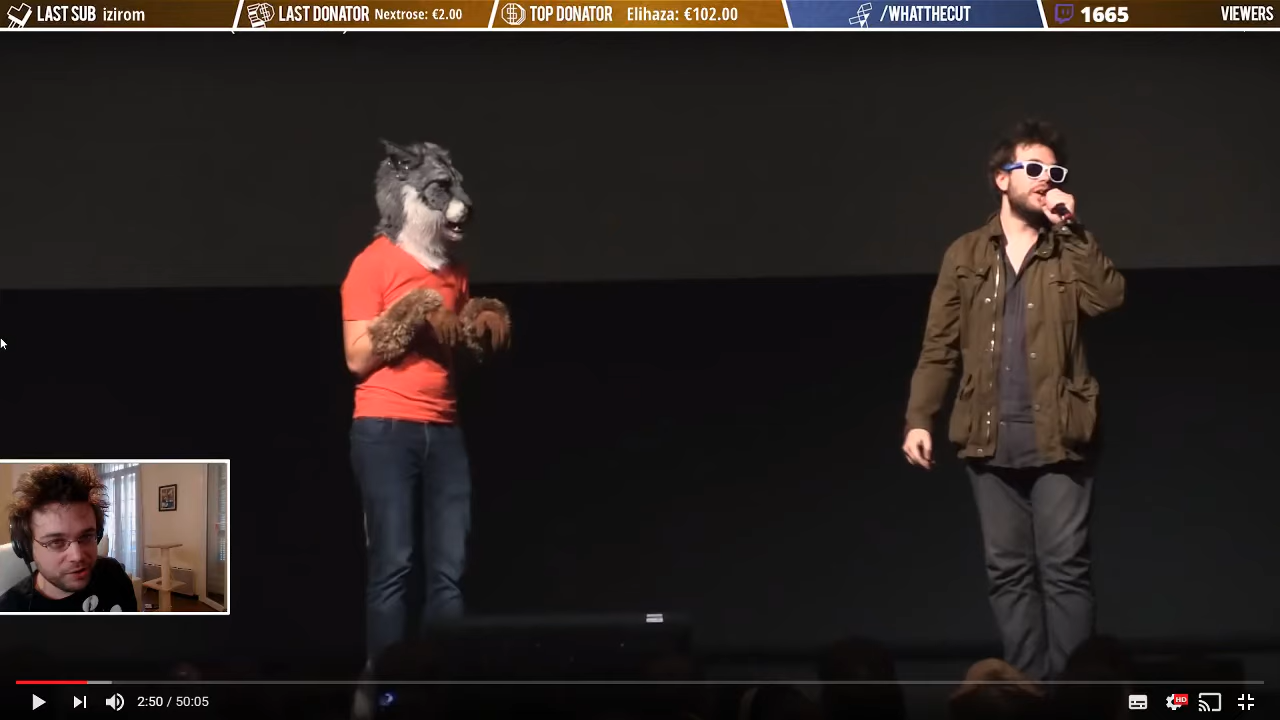 LAST SUB izirom
LAST DONATOR Nextrose: €2.00
TOP DONATOR Elihaza: €102.00
/WHATTHECUT
1665 VIEWERS
2:50 / 50:05
HD